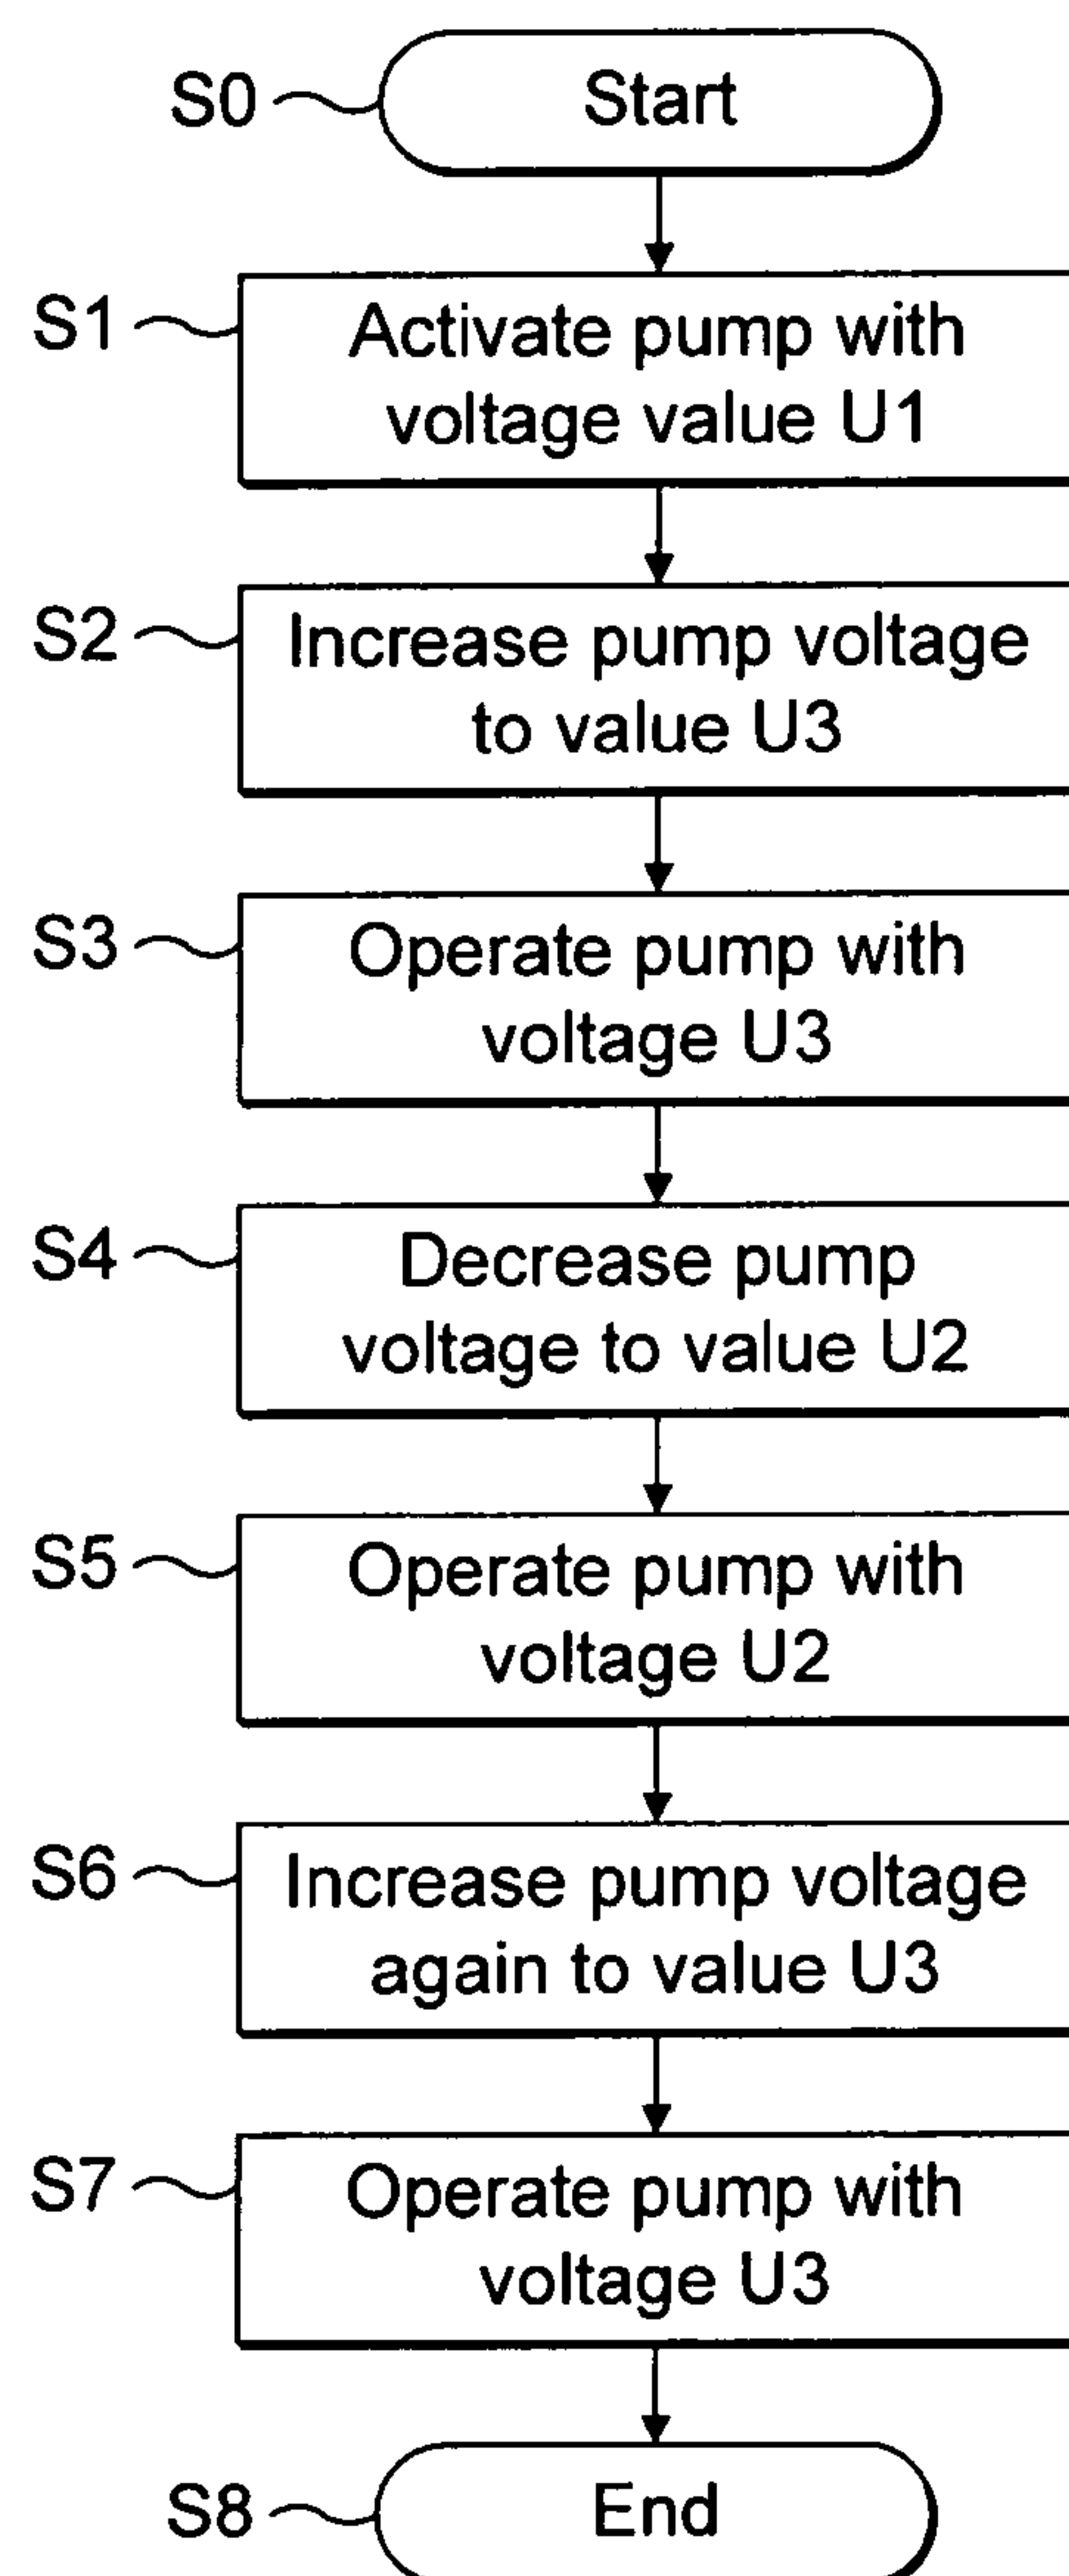 S0 Start
S1 Activate pump with
voltage value U1
S2 Increase pump voltage
to value U3
S3 Operate pump with
voltage U3
S4 Decrease pump
voltage to value U2
S5 Operate pump with
voltage U2
S6 Increase pump voltage
again to value U3
S7 Operate pump with
voltage U3
S8 End